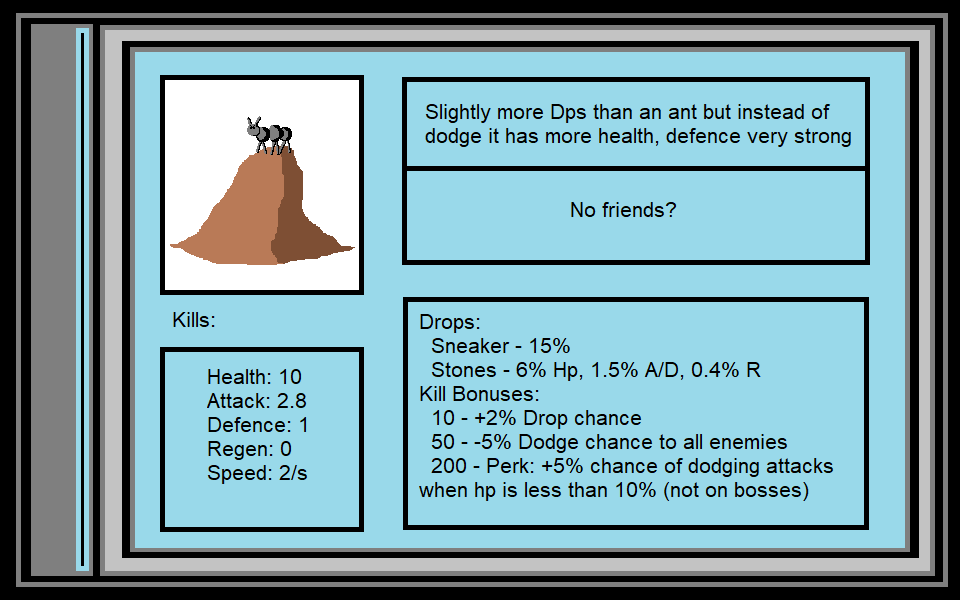 Slightly more Dps than an ant but instead of
dodge it has more health, defence very strong
No friends?
Kills:
Health: 10
Attack: 2.8
Defence: 1
Regen: 0
Speed: 2/s
Drops:
Sneaker - 15%
Stones - 6% Hp, 1.5% A/D, 0.4% R
Kill Bonuses:
10 - +2% Drop chance
50 - -5% Dodge chance to all enemies
200 - Perk: +5% chance of dodging attacks
when hp is less than 10% (not on bosses)